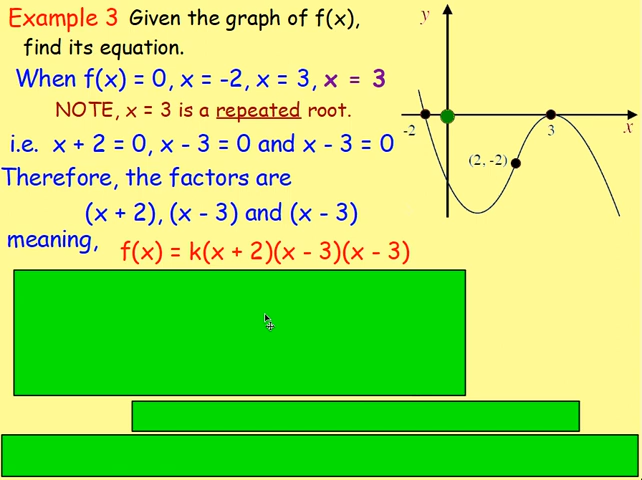 Example 3 Given the graph of f(x),
find its equation.
When f(x) = 0, x = -2, x = 3, x = 3
NOTE, x = 3 is a repeated root.
i.e. x + 2 = 0, x - 3 = 0 and x - 3 = 0
Therefore, the factors are
(x + 2), (x - 3) and (x - 3)
meaning,
f(x) = k(x + 2)(x - 3)(x - 3)
y
x
-2
3
(2, -2)